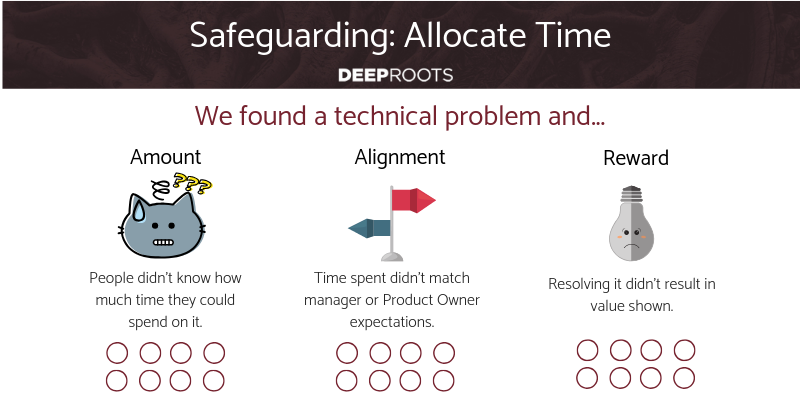 Safeguarding: Allocate Time
DEEPROOTS
We found a technical problem and...
Amount
???
People didn't know how
much time they could
spend on it.
Alignment
Time spent didn't match
manager or Product Owner
expectations.
Reward
Resolving it didn't result in
value shown.